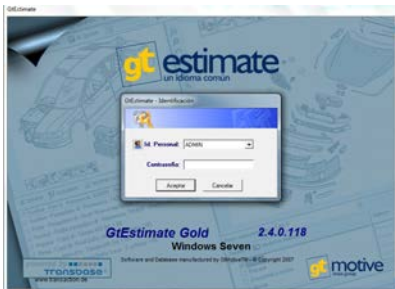 GtEstimate
gt estimate
un idioma común
GtEstimate - Identificación
Id. Personal: ADMIN
Contraseña:
Aceptar Cancelar
GtEstimate Gold 2.4.0.118
Windows Seven
Software and Database manufactured by GtMotive
Copyright 2007
Transbase
www.transaction.de
gt motive